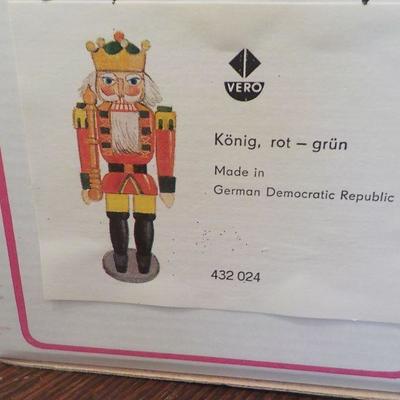 VERO
König, rot – grün
Made in
German Democratic Republic
432 024